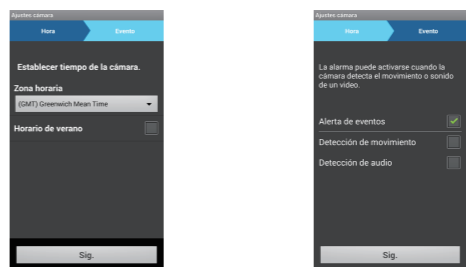 Ajustes cámara
Hora
Evento
Establecer tiempo de la cámara.
Zona horaria
(GMT) Greenwich Mean Time
Horario de verano
Sig.
Ajustes cámara
Hora
Evento
La alarma puede activarse cuando la
cámara detecta el movimiento o sonido
de un video.
Alerta de eventos
Detección de movimiento
Detección de audio
Sig.